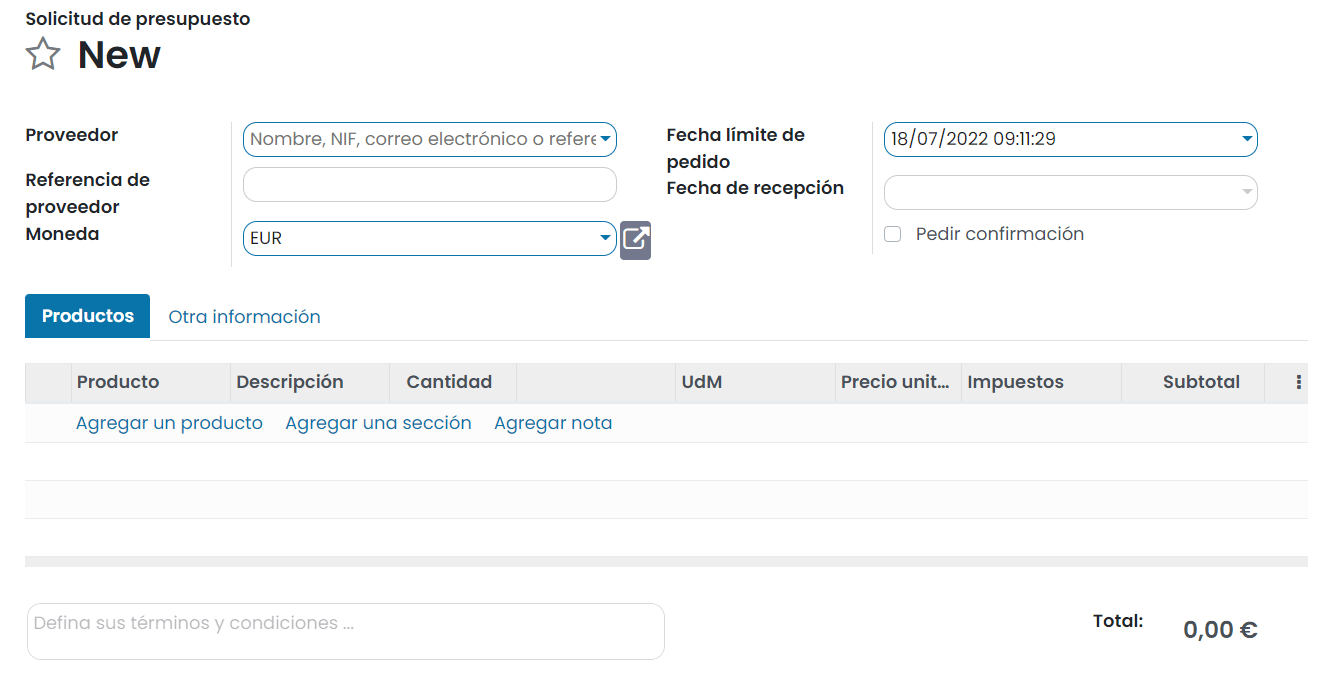 Solicitud de presupuesto
New
Proveedor
Nombre, NIF, correo electrónico o refere
Referencia de
proveedor
Moneda
EUR
Fecha límite de
pedido
18/07/2022 09:11:29
Fecha de recepción
Pedir confirmación
Productos Otra información
Producto Descripción Cantidad UdM Precio unit... Impuestos Subtotal
Agregar un producto Agregar una sección Agregar nota
Defina sus términos y condiciones ...
Total: 0,00 €